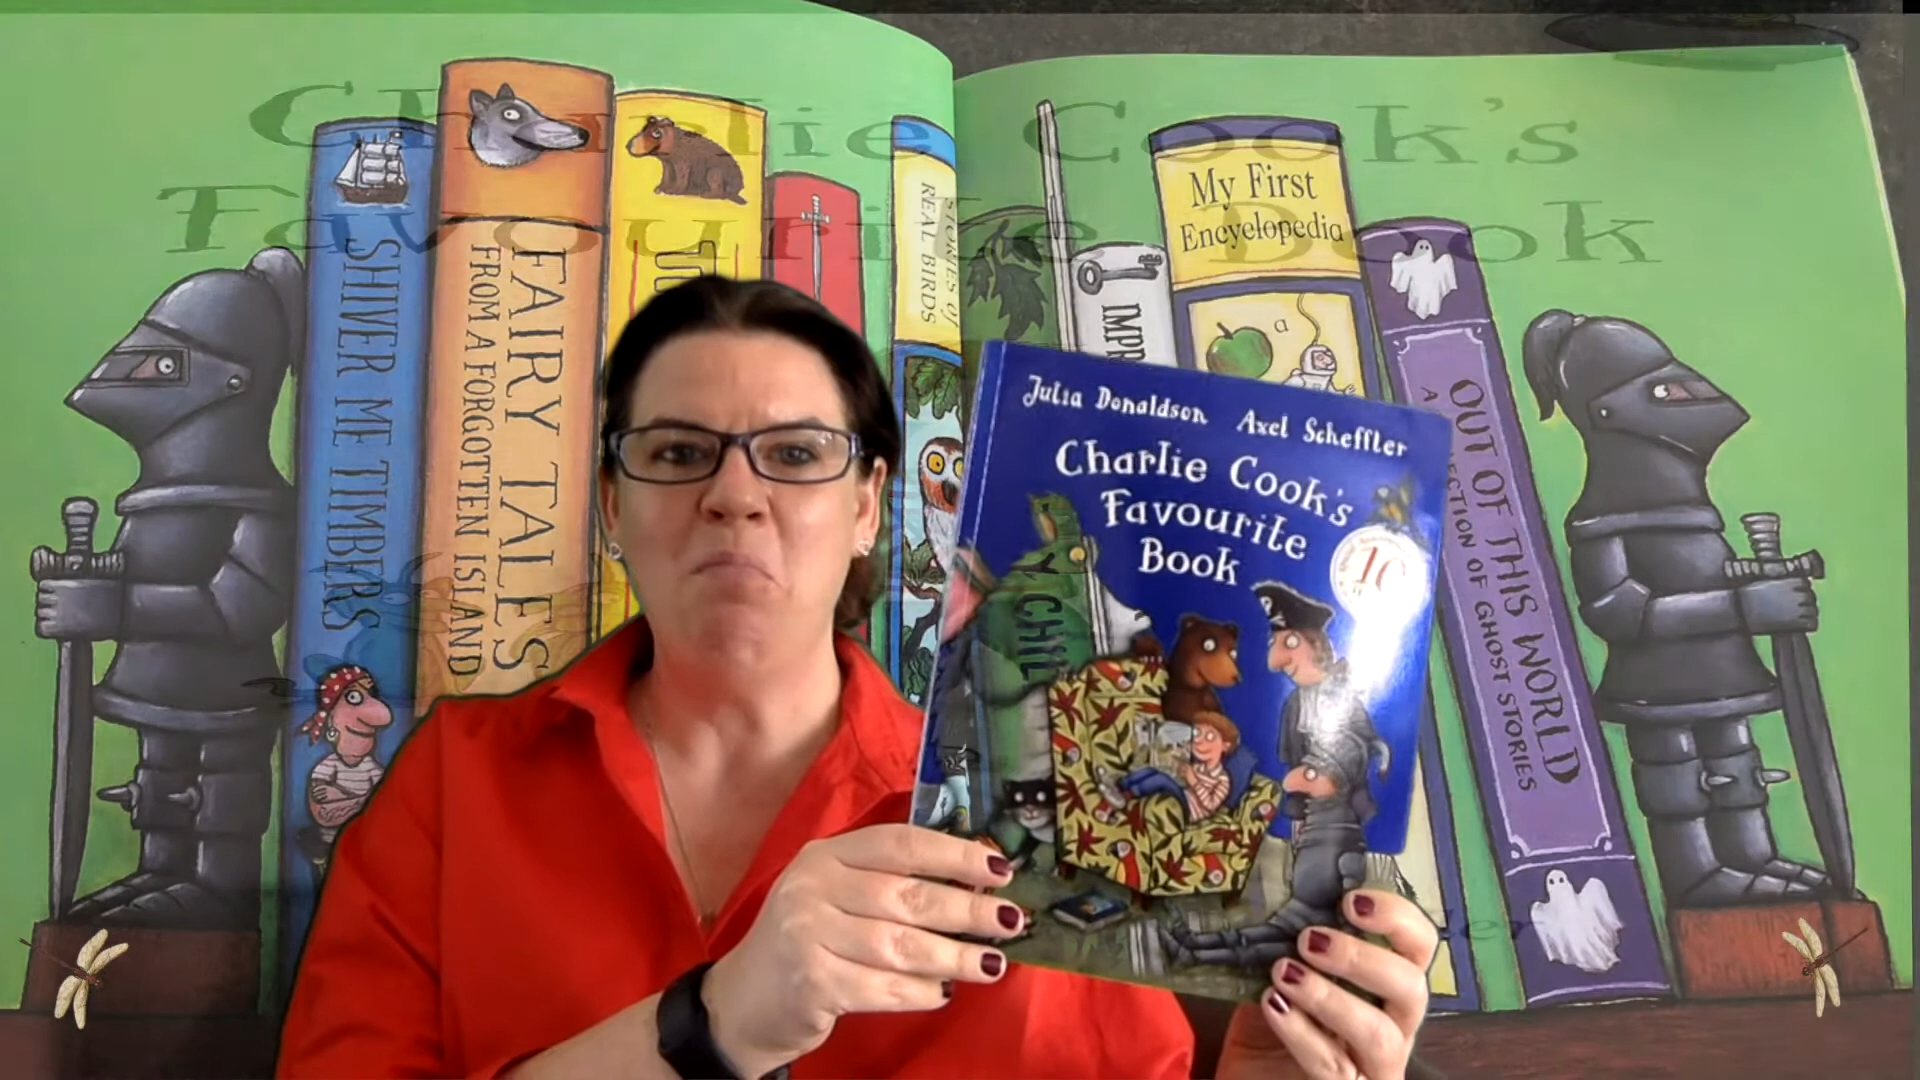 Charlie Cook's
Favourite Book
SHIVER ME TIMBERS
FAIRY TALES
FROM A FORGOTTEN ISLAND
STORIES of
REAL BIRDS
My First
Encyclopedia
a
OUT OF THIS WORLD
OF GHOST STORIES
Julia Donaldson Axel Scheffler
Charlie Cook's
Favourite
Book
10